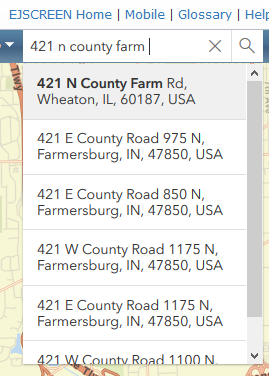 EJSCREEN Home | Mobile | Glossary | Help
421 n county farm
421 N County Farm Rd,
Wheaton, IL, 60187, USA
421 E County Road 975 N,
Farmersburg, IN, 47850, USA
421 E County Road 850 N,
Farmersburg, IN, 47850, USA
421 W County Road 1175 N,
Farmersburg, IN, 47850, USA
421 E County Road 1175 N,
Farmersburg, IN, 47850, USA
421 W County Road 1100 N,